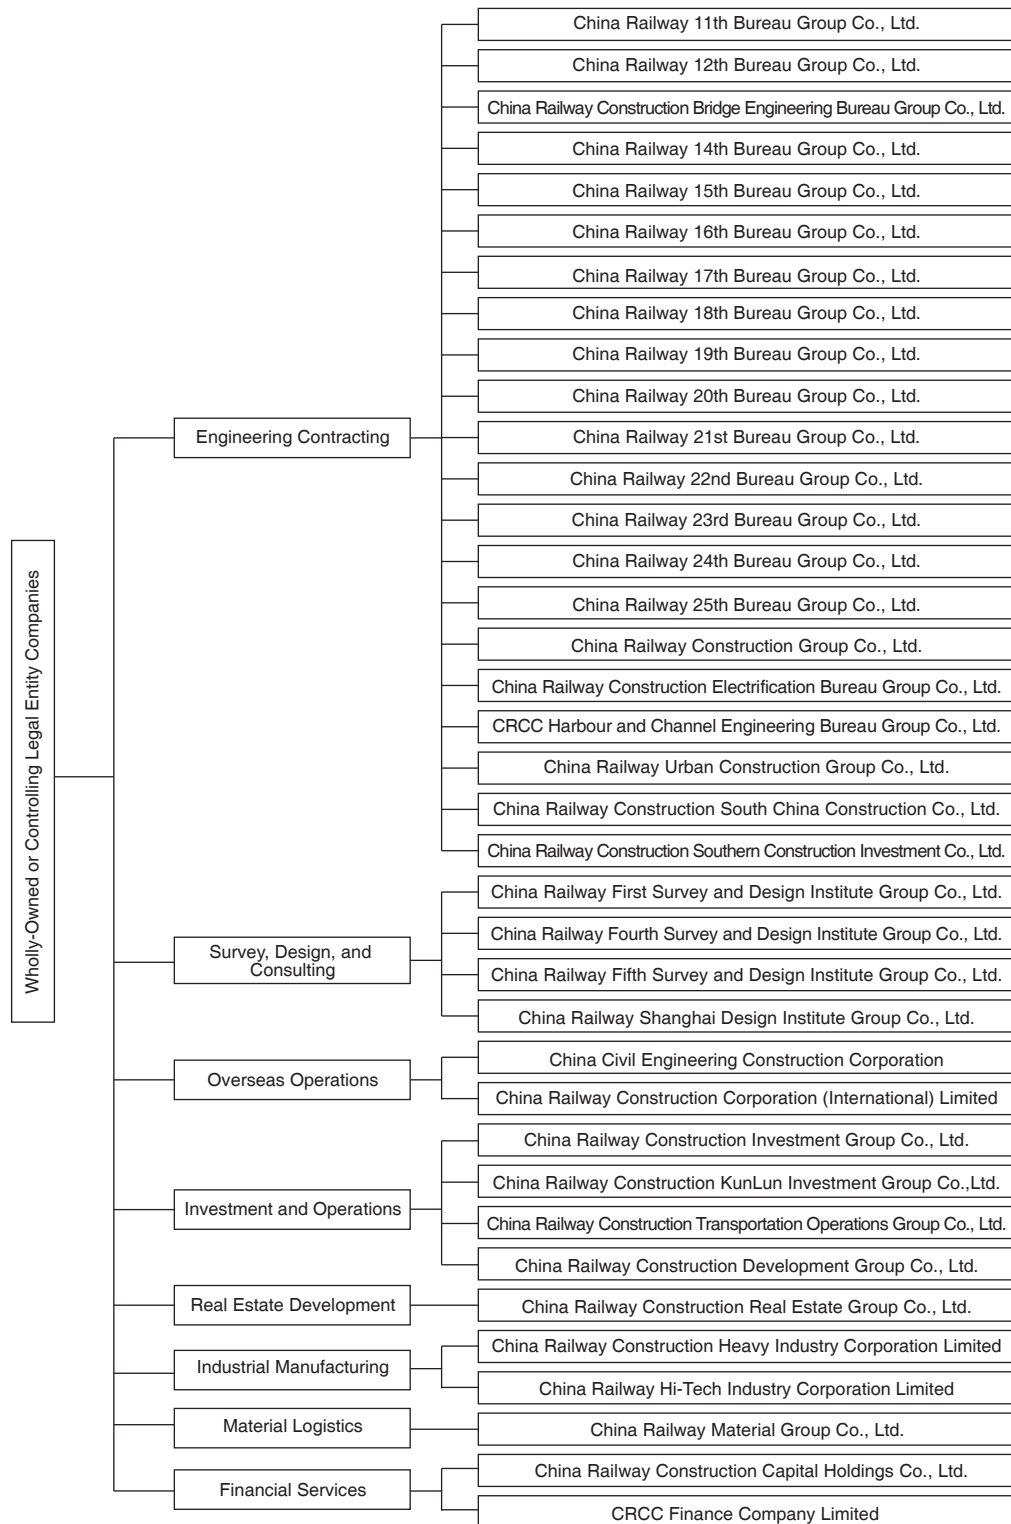 Wholly-Owned or Controlling Legal Entity Companies
Engineering Contracting
China Railway 11th Bureau Group Co., Ltd.
China Railway 12th Bureau Group Co., Ltd.
China Railway Construction Bridge Engineering Bureau Group Co., Ltd.
China Railway 14th Bureau Group Co., Ltd.
China Railway 15th Bureau Group Co., Ltd.
China Railway 16th Bureau Group Co., Ltd.
China Railway 17th Bureau Group Co., Ltd.
China Railway 18th Bureau Group Co., Ltd.
China Railway 19th Bureau Group Co., Ltd.
China Railway 20th Bureau Group Co., Ltd.
China Railway 21st Bureau Group Co., Ltd.
China Railway 22nd Bureau Group Co., Ltd.
China Railway 23rd Bureau Group Co., Ltd.
China Railway 24th Bureau Group Co., Ltd.
China Railway 25th Bureau Group Co., Ltd.
China Railway Construction Group Co., Ltd.
China Railway Construction Electrification Bureau Group Co., Ltd.
CRCC Harbour and Channel Engineering Bureau Group Co., Ltd.
China Railway Urban Construction Group Co., Ltd.
China Railway Construction South China Construction Co., Ltd.
China Railway Construction Southern Construction Investment Co., Ltd.
Survey, Design, and
Consulting
China Railway First Survey and Design Institute Group Co., Ltd.
China Railway Fourth Survey and Design Institute Group Co., Ltd.
China Railway Fifth Survey and Design Institute Group Co., Ltd.
China Railway Shanghai Design Institute Group Co., Ltd.
Overseas Operations
China Civil Engineering Construction Corporation
China Railway Construction Corporation (International) Limited
Investment and Operations
China Railway Construction Investment Group Co., Ltd.
China Railway Construction KunLun Investment Group Co.,Ltd.
China Railway Construction Transportation Operations Group Co., Ltd.
China Railway Construction Development Group Co., Ltd.
Real Estate Development
China Railway Construction Real Estate Group Co., Ltd.
Industrial Manufacturing
China Railway Construction Heavy Industry Corporation Limited
China Railway Hi-Tech Industry Corporation Limited
Material Logistics
China Railway Material Group Co., Ltd.
Financial Services
China Railway Construction Capital Holdings Co., Ltd.
CRCC Finance Company Limited